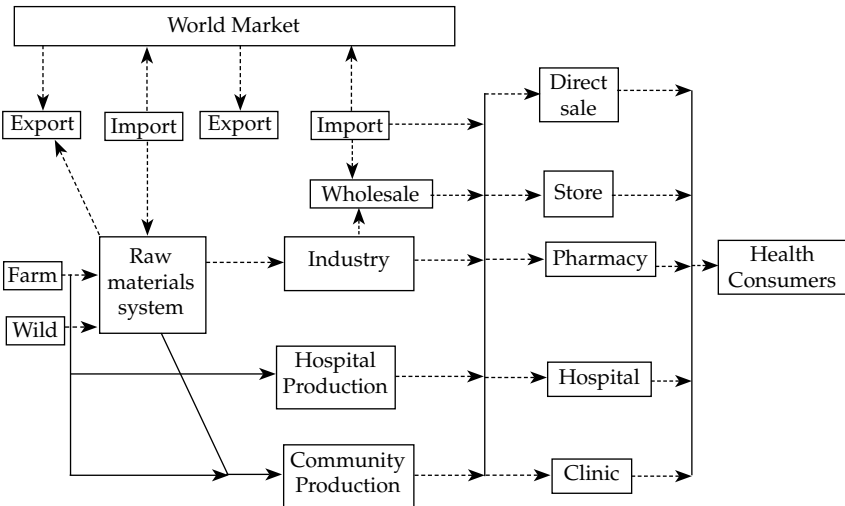 World Market
Export
Import
Export
Import
Direct
sale
Wholesale
Store
Raw
materials
system
Industry
Pharmacy
Health
Consumers
Farm
Wild
Hospital
Production
Hospital
Community
Production
Clinic